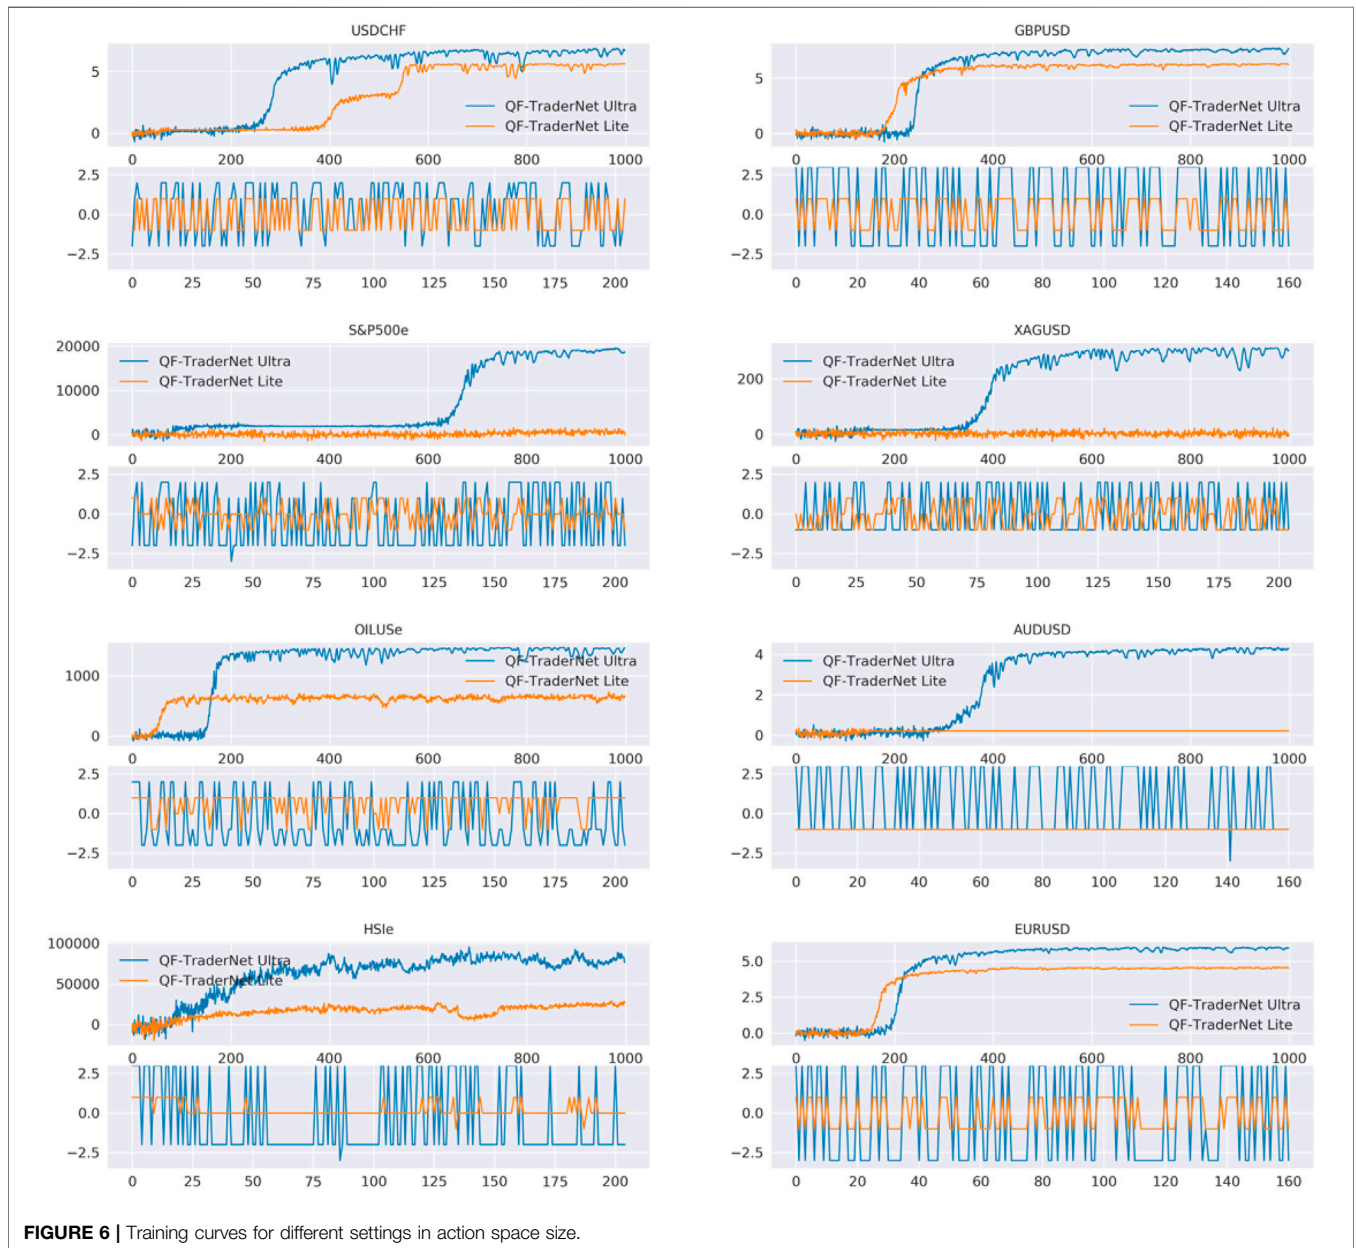 USDCHF
5
0
QF-TraderNet Ultra
QF-TraderNet Lite
0 200 400 600 800 1000
2.5
0.0
−2.5
0 25 50 75 100 125 150 175 200
GBPUSD
5
0
QF-TraderNet Ultra
QF-TraderNet Lite
0 200 400 600 800 1000
2.5
0.0
−2.5
0 20 40 60 80 100 120 140 160
S&P500e
20000
10000
0
QF-TraderNet Ultra
QF-TraderNet Lite
0 200 400 600 800 1000
2.5
0.0
−2.5
0 25 50 75 100 125 150 175 200
XAGUSD
200
0
QF-TraderNet Ultra
QF-TraderNet Lite
0 200 400 600 800 1000
2.5
0.0
−2.5
0 25 50 75 100 125 150 175 200
OILUSe
1000
0
QF-TraderNet Ultra
QF-TraderNet Lite
0 200 400 600 800 1000
2.5
0.0
−2.5
0 25 50 75 100 125 150 175 200
AUDUSD
4
2
0
QF-TraderNet Ultra
QF-TraderNet Lite
0 200 400 600 800 1000
2.5
0.0
−2.5
0 20 40 60 80 100 120 140 160
HSIe
100000
50000
0
QF-TraderNet Ultra
QF-TraderNet Lite
0 200 400 600 800 1000
2.5
0.0
−2.5
0 25 50 75 100 125 150 175 200
EURUSD
5.0
2.5
0.0
QF-TraderNet Ultra
QF-TraderNet Lite
0 200 400 600 800 1000
2.5
0.0
−2.5
0 20 40 60 80 100 120 140 160
FIGURE 6 | Training curves for different settings in action space size.